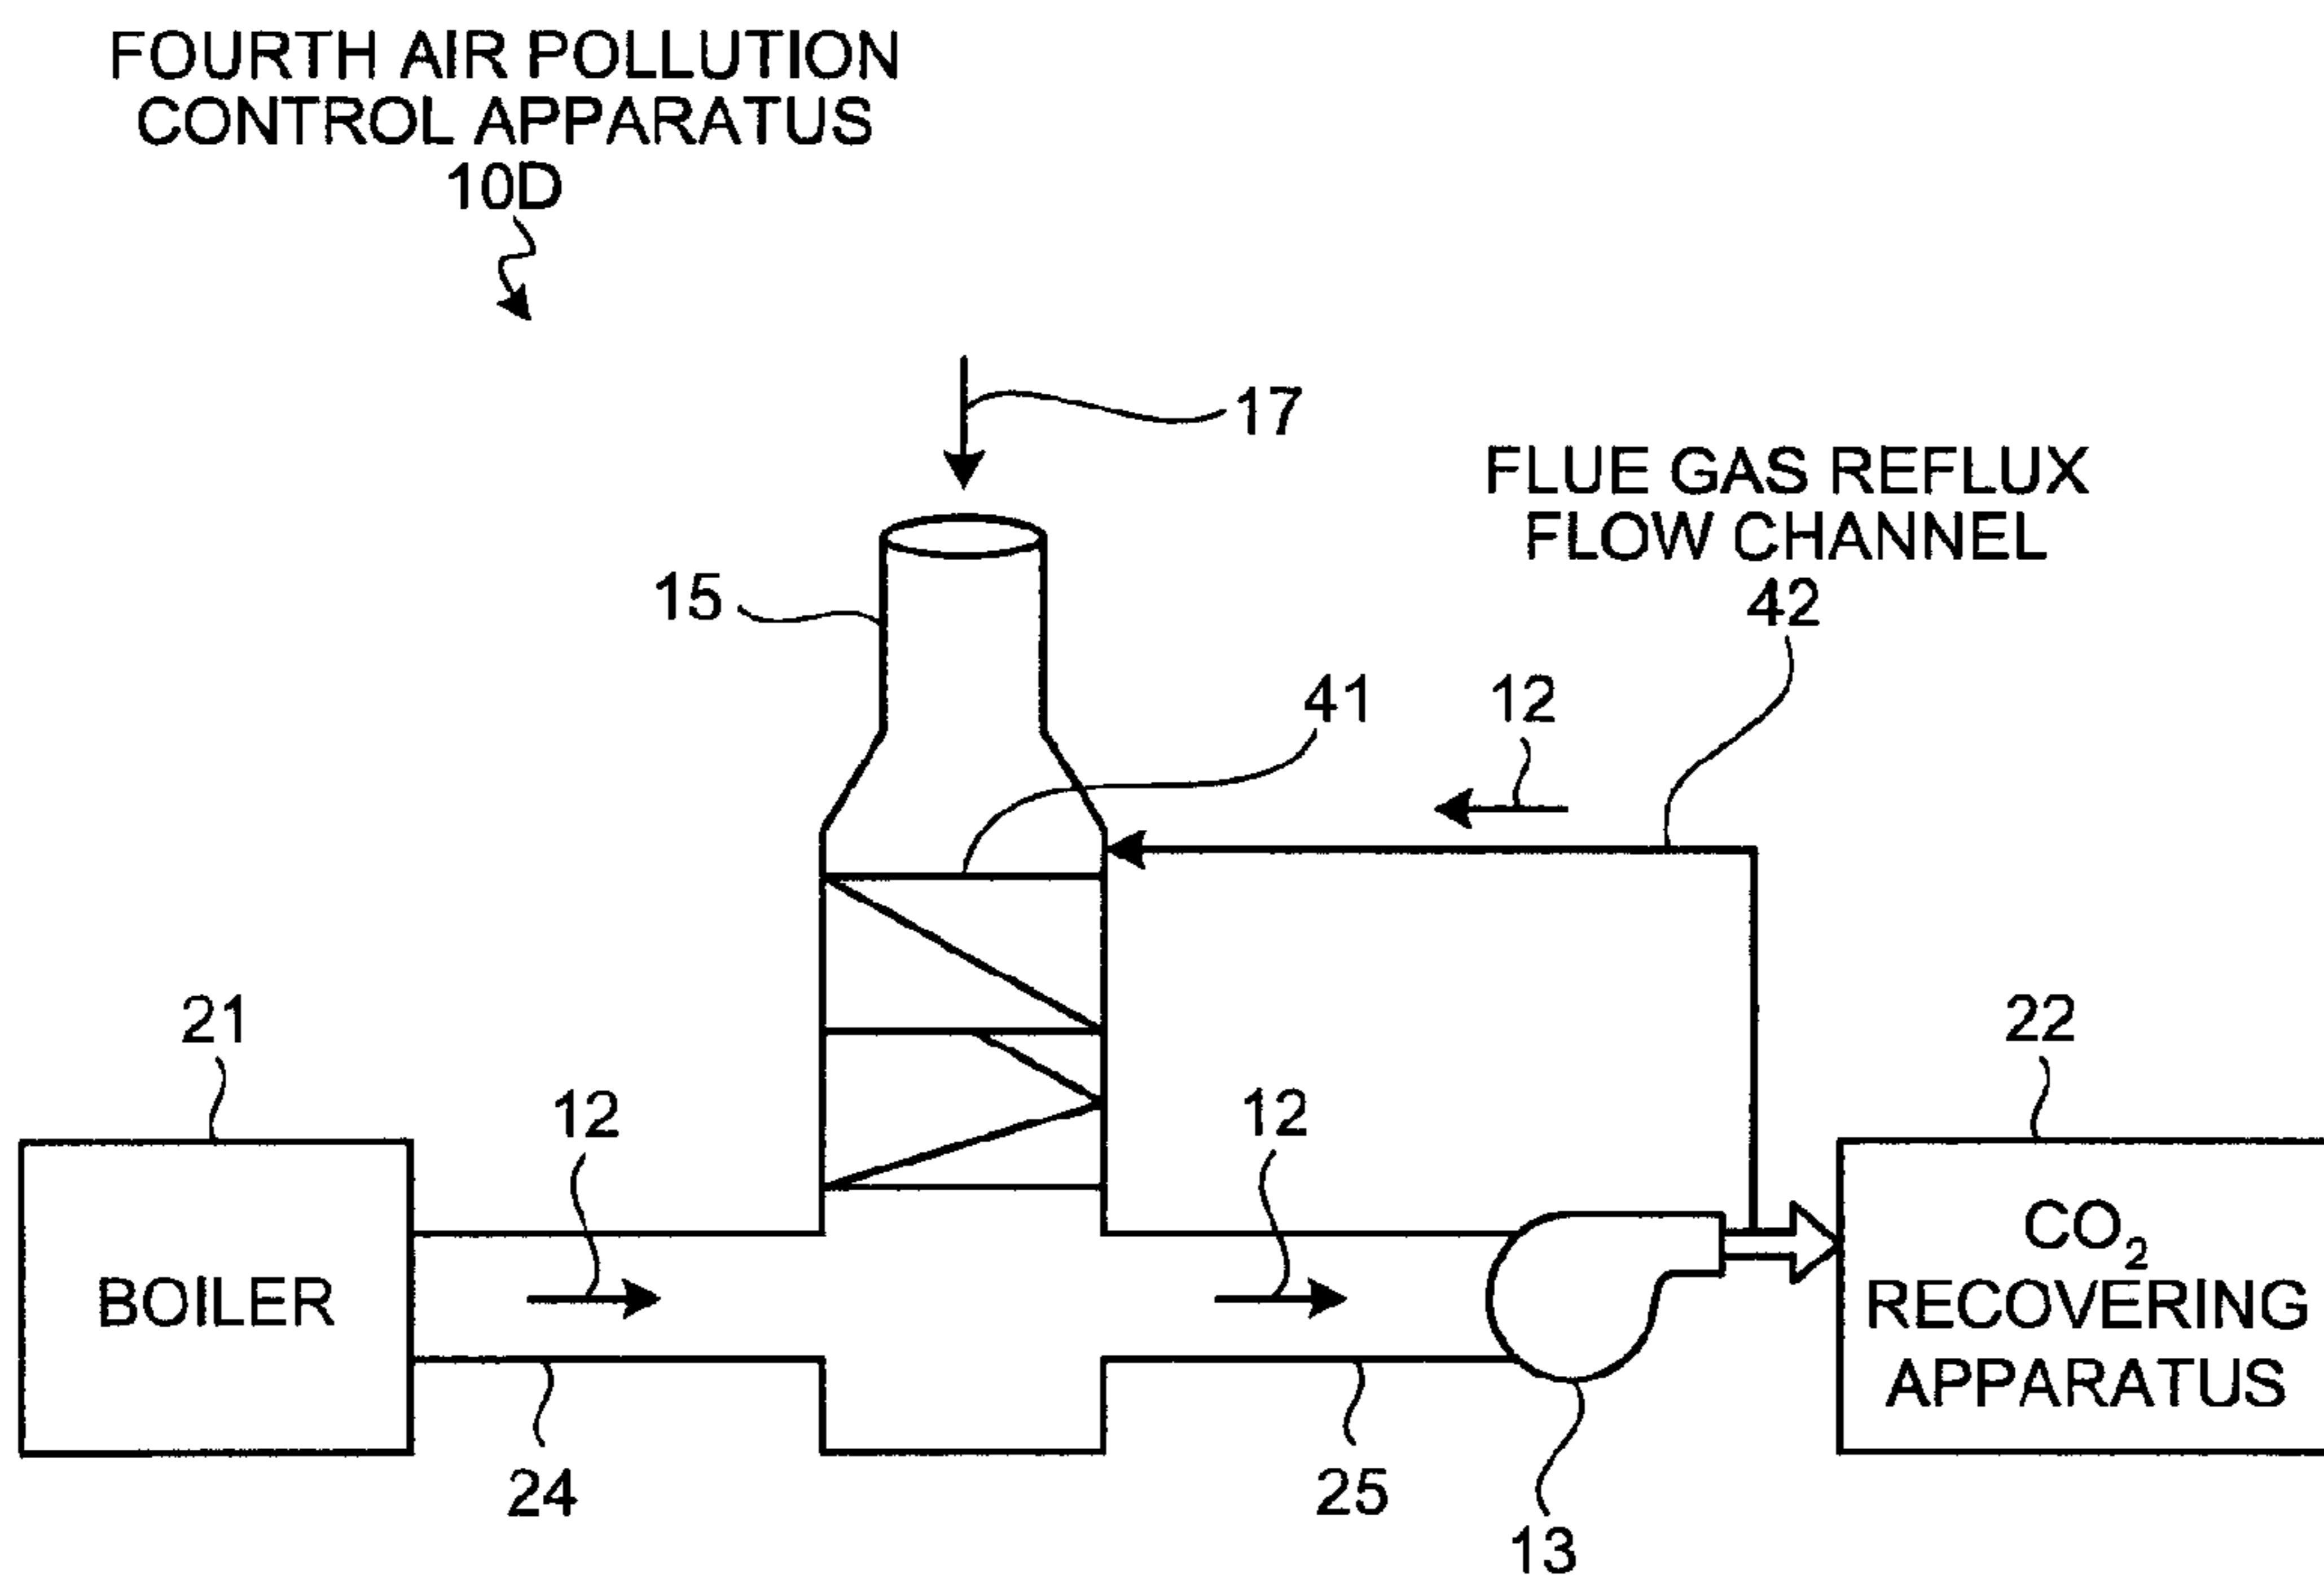 FOURTH AIR POLLUTION
CONTROL APPARATUS
10D
17
FLUE GAS REFLUX
FLOW CHANNEL
42
15
41
12
21
22
12
12
BOILER
CO₂
RECOVERING
APPARATUS
24
25
13